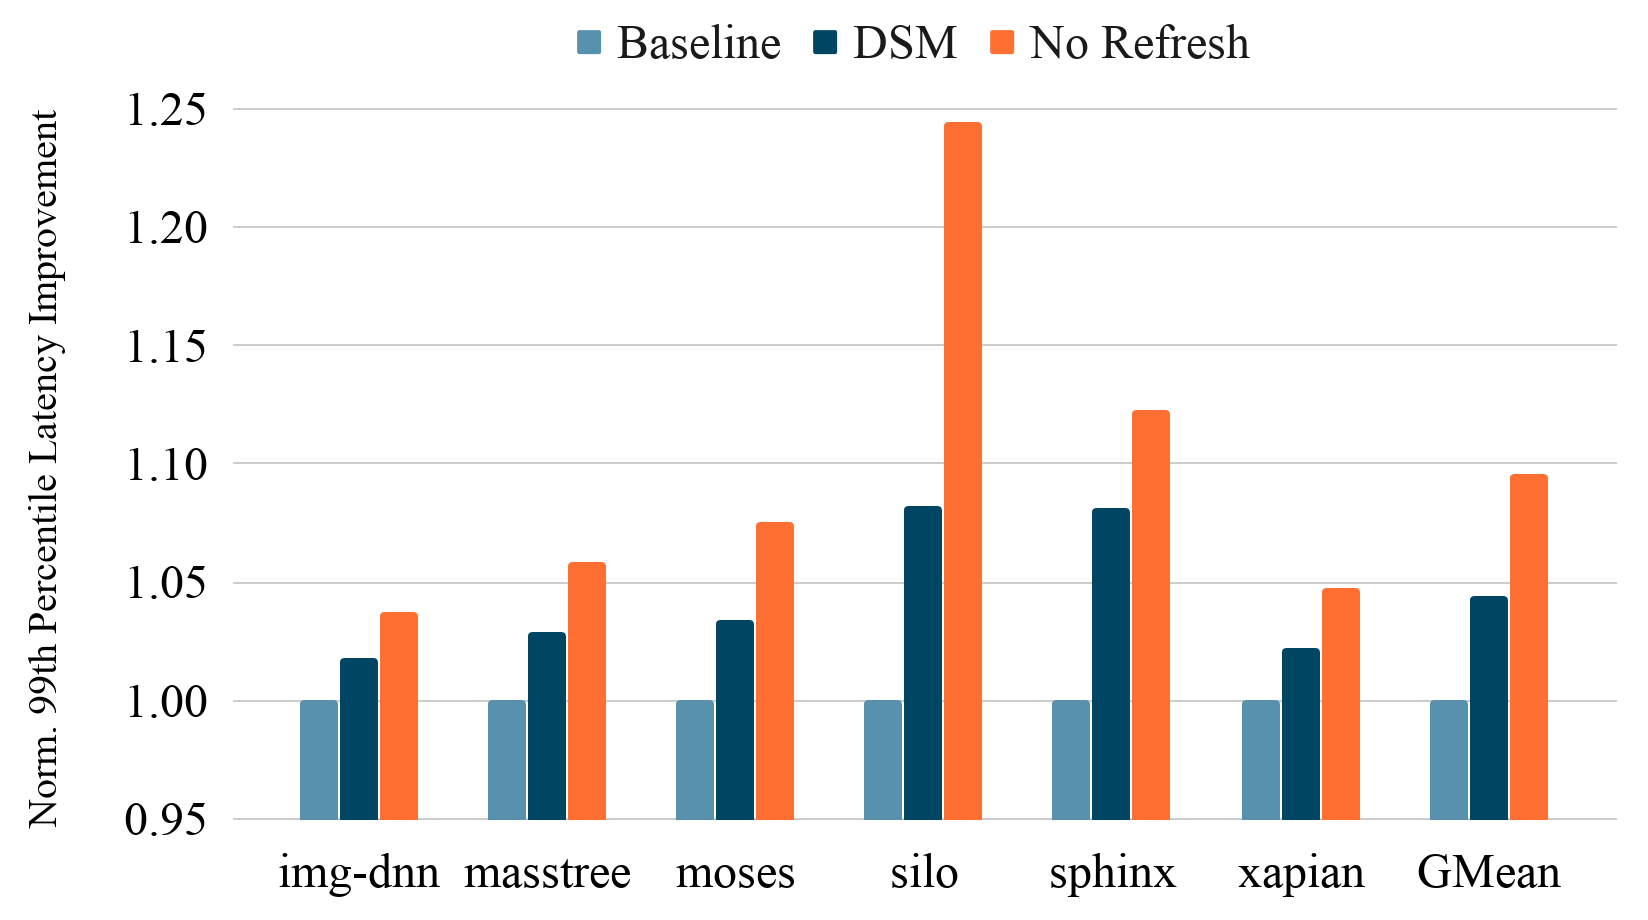 Baseline DSM No Refresh
Norm. 99th Percentile Latency Improvement
1.25
1.20
1.15
1.10
1.05
1.00
0.95
img-dnn masstree moses silo sphinx xapian GMean